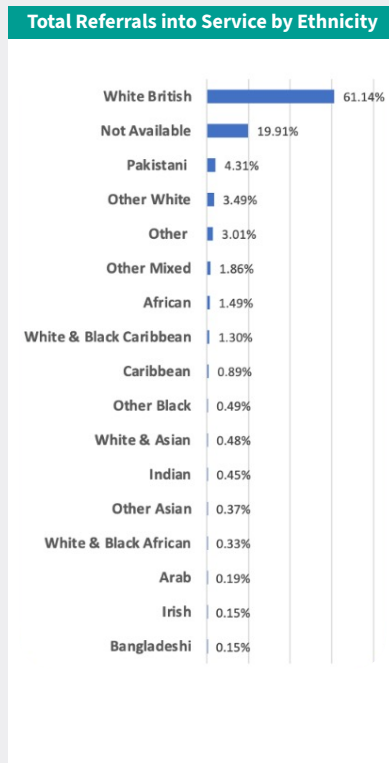 Total Referrals into Service by Ethnicity
White British 61.14%
Not Available 19.91%
Pakistani 4.31%
Other White 3.49%
Other 3.01%
Other Mixed 1.86%
African 1.49%
White & Black Caribbean 1.30%
Caribbean 0.89%
Other Black 0.49%
White & Asian 0.48%
Indian 0.45%
Other Asian 0.37%
White & Black African 0.33%
Arab 0.19%
Irish 0.15%
Bangladeshi 0.15%